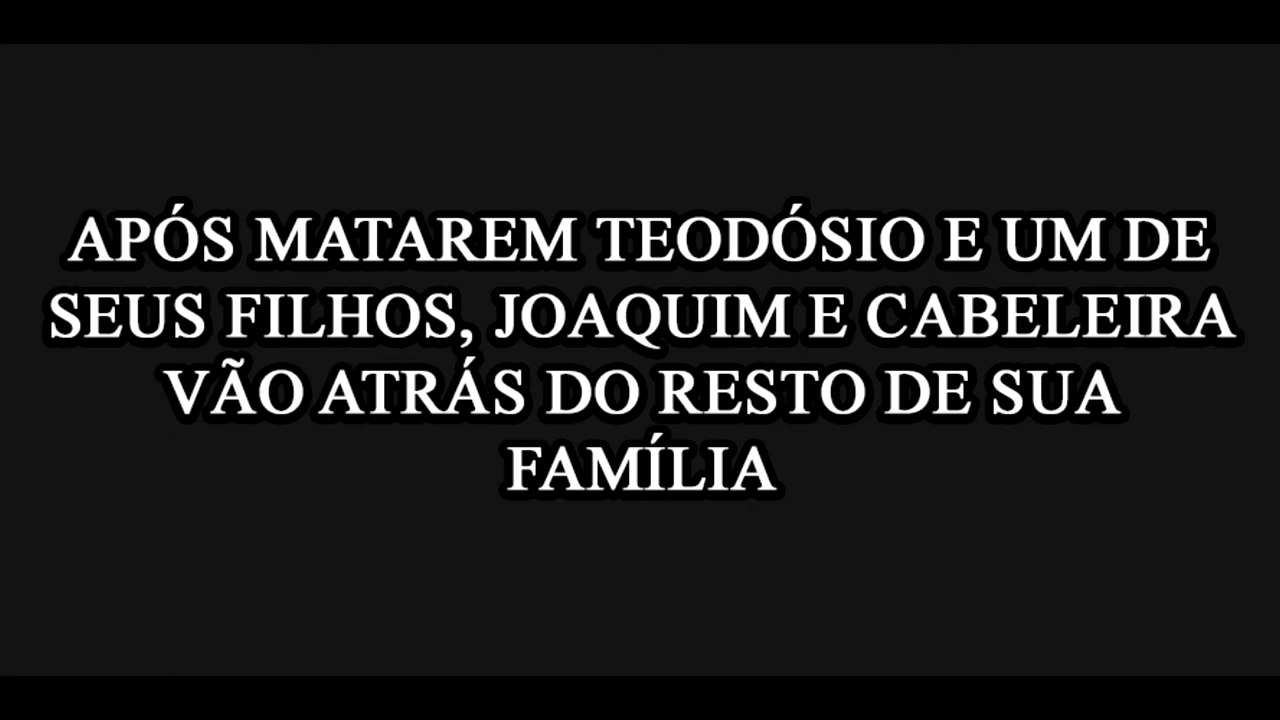 APÓS MATAREM TEODÓSIO E UM DE
SEUS FILHOS, JOAQUIM E CABELEIRA
VÃO ATRÁS DO RESTO DE SUA
FAMÍLIA